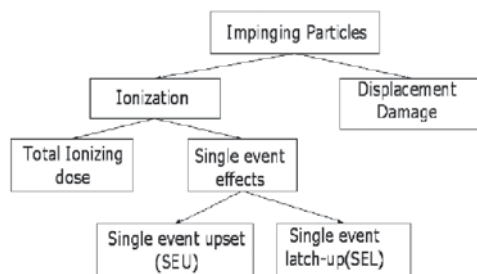 Impinging Particles
Ionization
Displacement
Damage
Total Ionizing
dose
Single event
effects
Single event upset
(SEU)
Single event
latch-up(SEL)